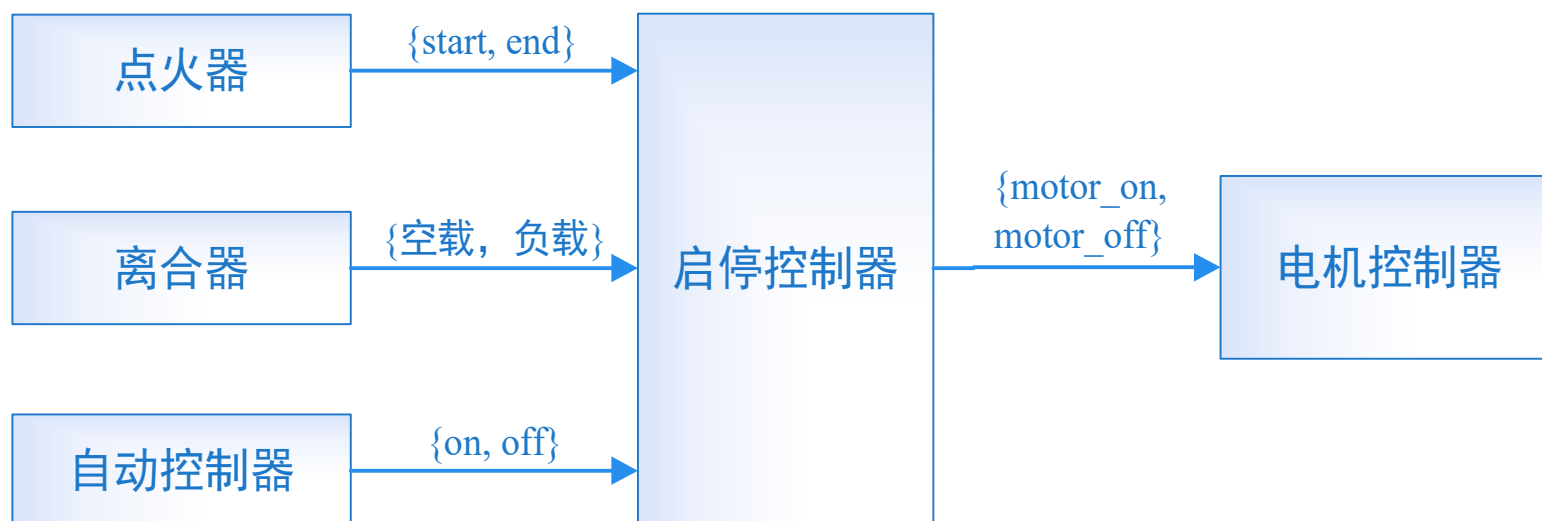 点火器
{start, end}
离合器
{空载，负载}
自动控制器
{on, off}
启停控制器
{motor_on,
motor_off}
电机控制器